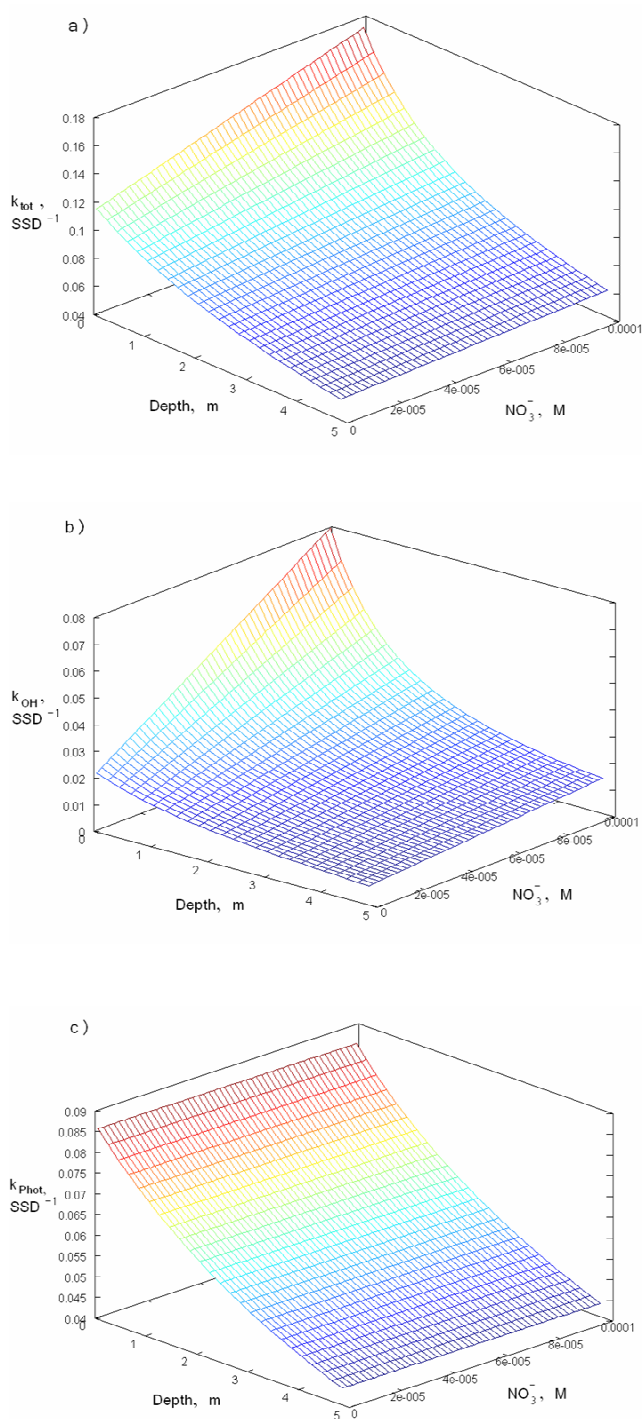 a)
0.18
0.16
0.14
0.12
0.1
0.08
0.06
0.04
k_tot ,
SSD ⁻¹
0
1
2
3
4
5
Depth, m
0
2e-005
4e-005
6e-005
8e-005
0.0001
NO₃⁻, M
b)
0.08
0.07
0.06
0.05
0.04
0.03
0.02
0.01
0
k_OH ,
SSD ⁻¹
0
1
2
3
4
5
Depth, m
0
2e-005
4e-005
6e-005
8e-005
0.0001
NO₃⁻, M
c)
0.09
0.085
0.08
0.075
0.07
0.065
0.06
0.055
0.05
0.045
0.04
k_Phot,
SSD ⁻¹
0
1
2
3
4
5
Depth, m
0
2e-005
4e-005
6e-005
8e-005
0.0001
NO₃⁻, M